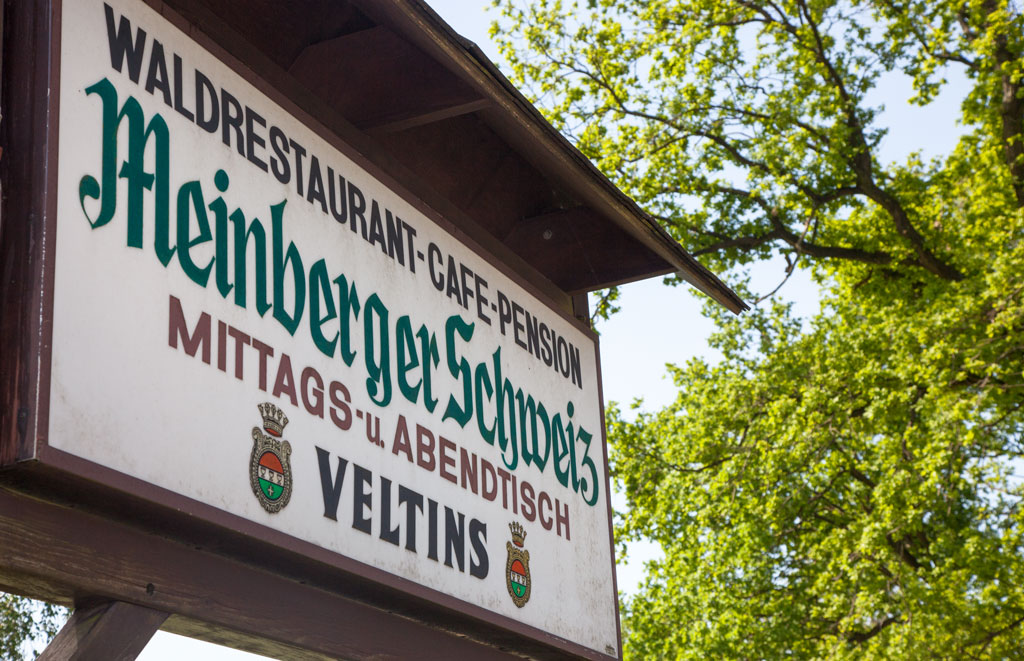 WALDRESTAURANT-CAFE-PENSION
Meinberger Schweiz
MITTAGS- u. ABENDTISCH
VELTINS